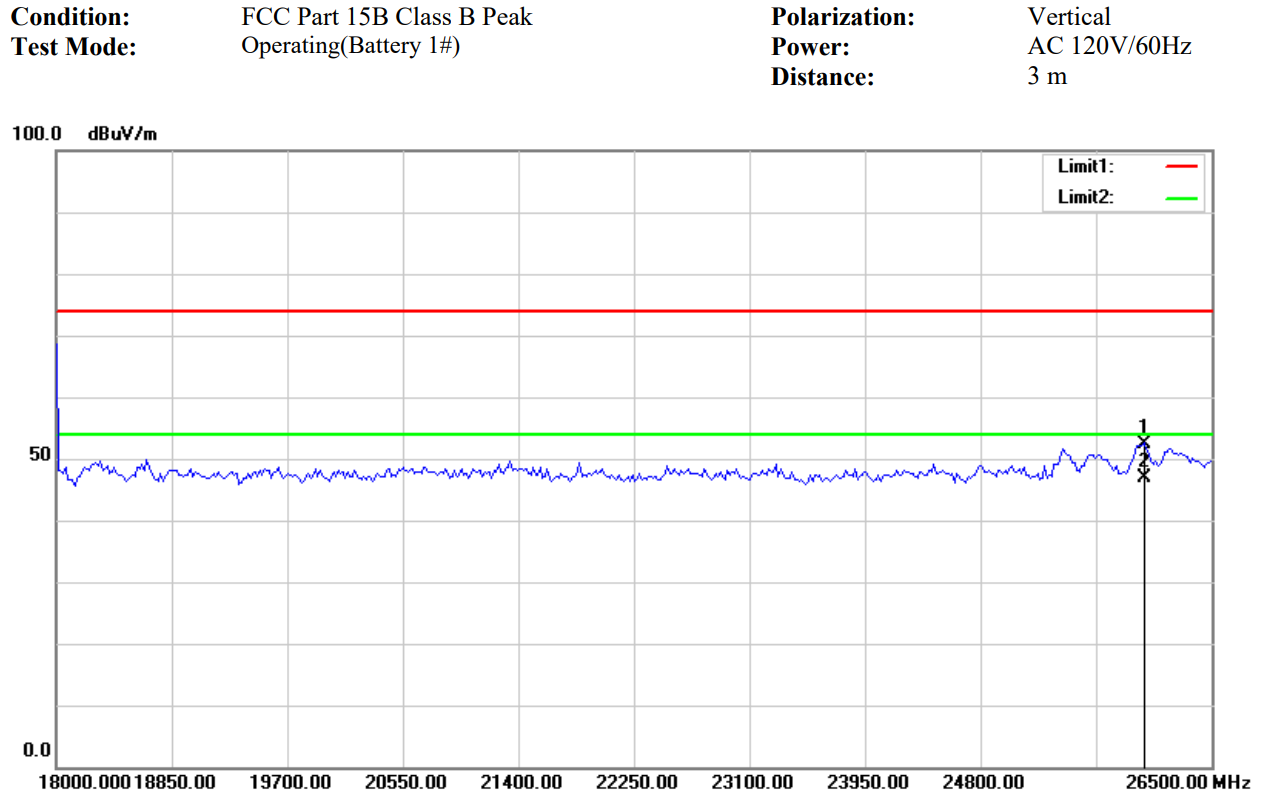 Condition: FCC Part 15B Class B Peak Polarization: Vertical
Test Mode: Operating(Battery 1#) Power: AC 120V/60Hz
Distance: 3 m
100.0 dBuV/m
Limit1:
Limit2:
1
50
2
0.0
18000.000 18850.00 19700.00 20550.00 21400.00 22250.00 23100.00 23950.00 24800.00 26500.00 MHz